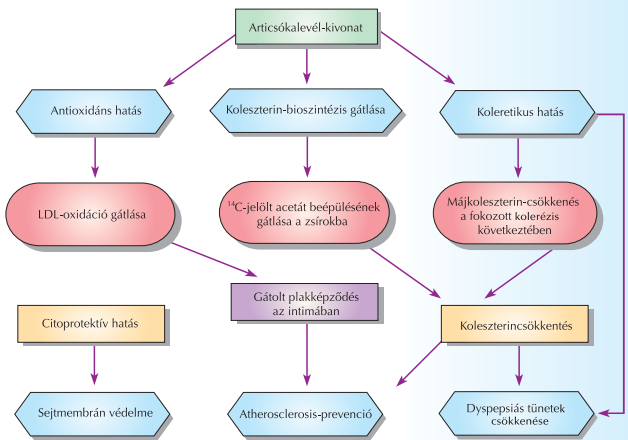 Articsókalevél-kivonat
Antioxidáns hatás
Koleszterin-bioszintézis gátlása
Koleretikus hatás
LDL-oxidáció gátlása
¹⁴C-jelölt acetát beépülésének
gátlása a zsírokba
Májkoleszterin-csökkenés
a fokozott kolerézis
következtében
Citoprotektív hatás
Gátolt plakképződés
az intimában
Koleszterincsökkentés
Sejtmembrán védelme
Atherosclerosis-prevenció
Dyspepsiás tünetek
csökkenése